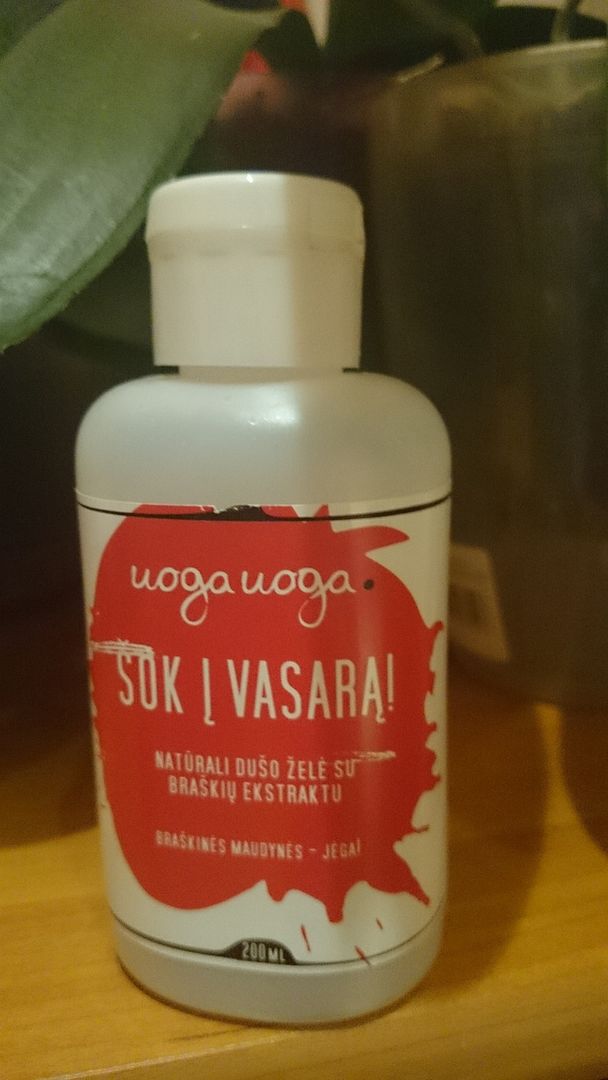 uoga uoga.
ŠOK Į VASARĄ!
NATŪRALI DUŠO ŽELĖ SU
BRAŠKIŲ EKSTRAKTU
BRAŠKINĖS MAUDYNĖS – JĖGA!
200 ML